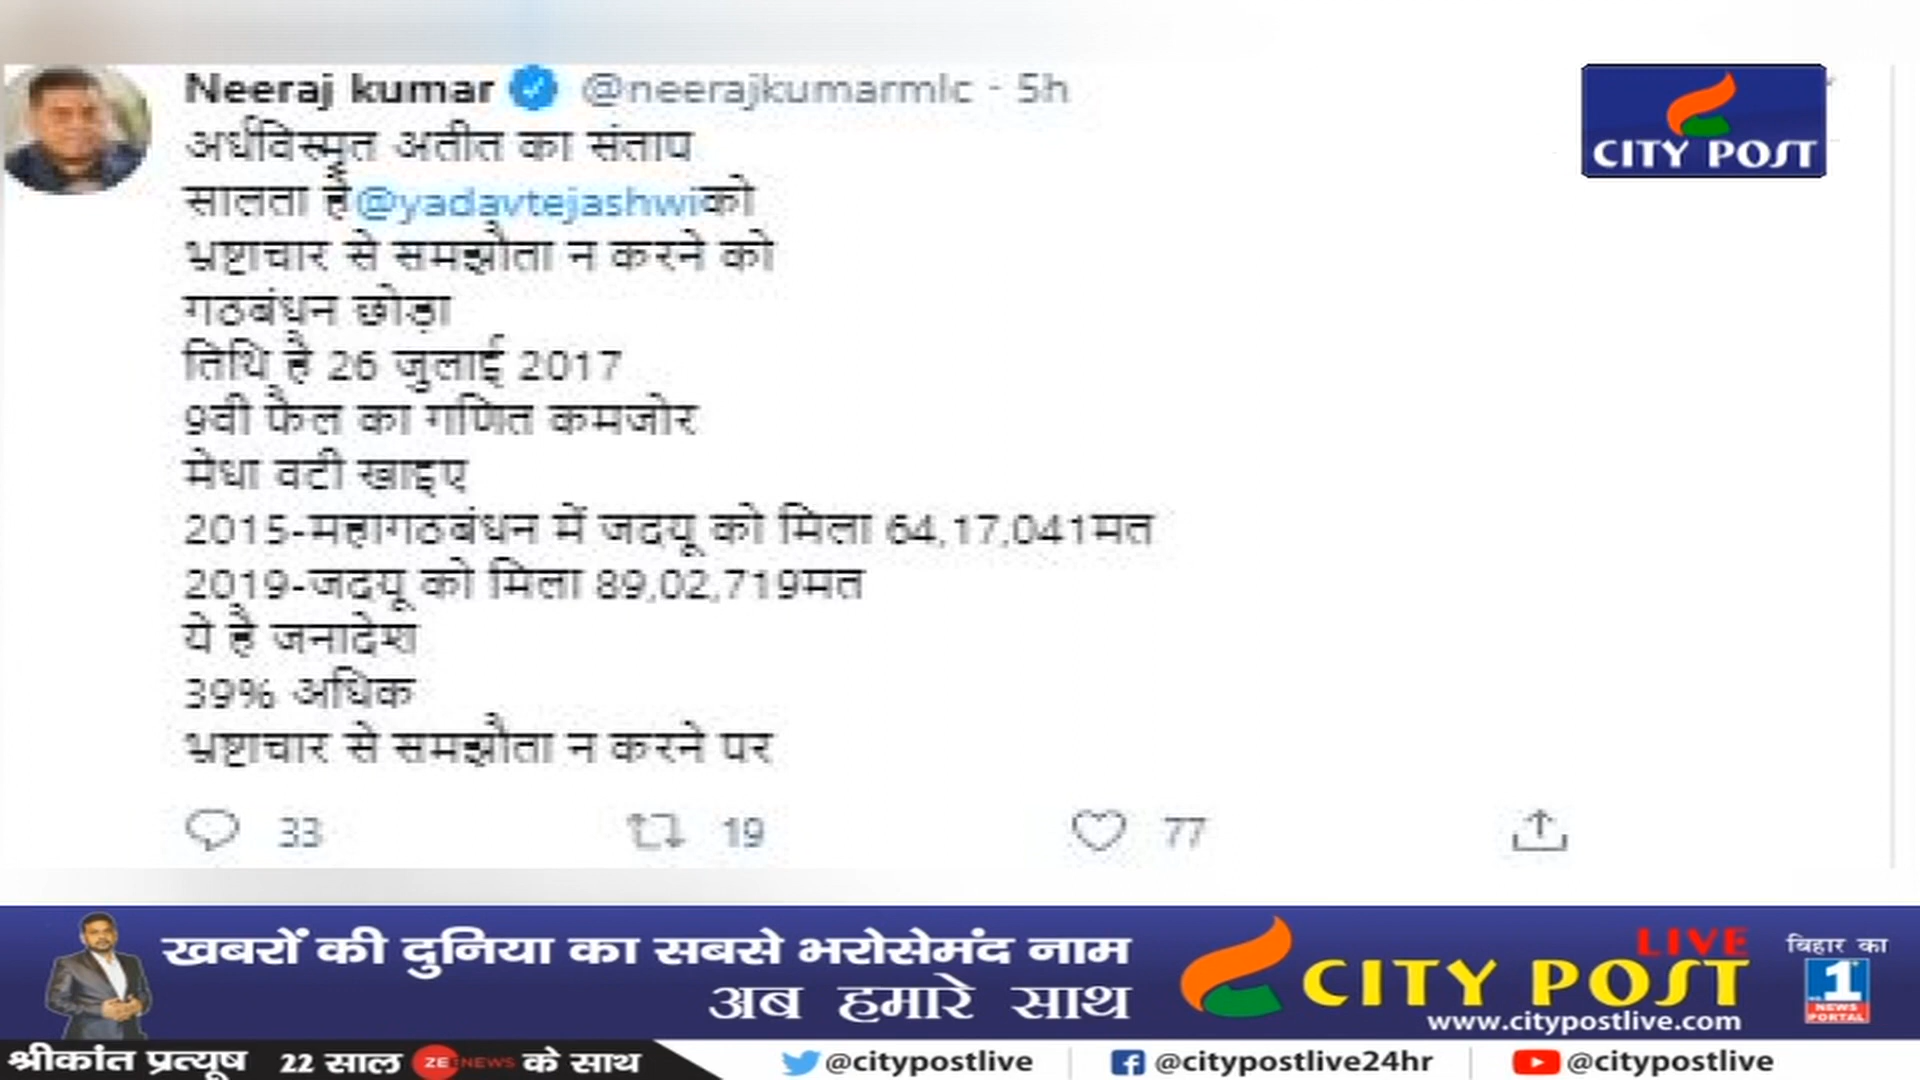 Neeraj kumar @neerajkumarmlc · 5h
अर्धविस्मृत अतीत का संताप
सालता है@yadavtejashwiको
भ्रष्टाचार से समझौता न करने को
गठबंधन छोड़ा
तिथि है 26 जुलाई 2017
9वी फैल का गणित कमजोर
मेधा वटी खाइए
2015-महागठबंधन में जदयू को मिला 64,17,041मत
2019-जदयू को मिला 89,02,719मत
ये है जनादेश
39% अधिक
भ्रष्टाचार से समझौता न करने पर
33 19 77
CITY POST
खबरों की दुनिया का सबसे भरोसेमंद नाम
अब हमारे साथ
LIVE
CITY POST
www.citypostlive.com
बिहार का
NO. 1
NEWS
PORTAL
श्रीकांत प्रत्यूष 22 साल ZEE NEWS के साथ
@citypostlive @citypostlive24hr @citypostlive